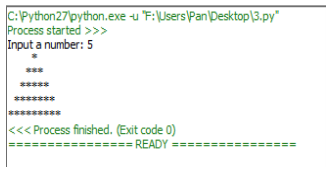 C:\Python27\python.exe -u "F:\Users\Pan\Desktop\3.py"
Process started >>>
Input a number: 5
    *
   ***
  *****
 *******
*********
<<< Process finished. (Exit code 0)
================ READY ================